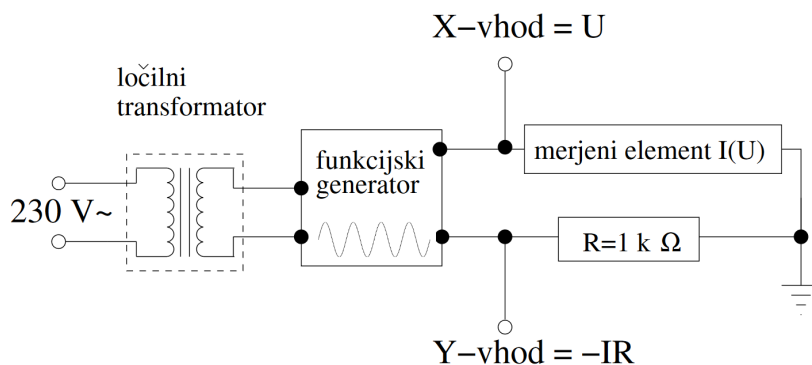 X−vhod = U
ločilni
transformator
funkcijski
generator
merjeni element I(U)
230 V~
R=1 k Ω
Y−vhod = −IR